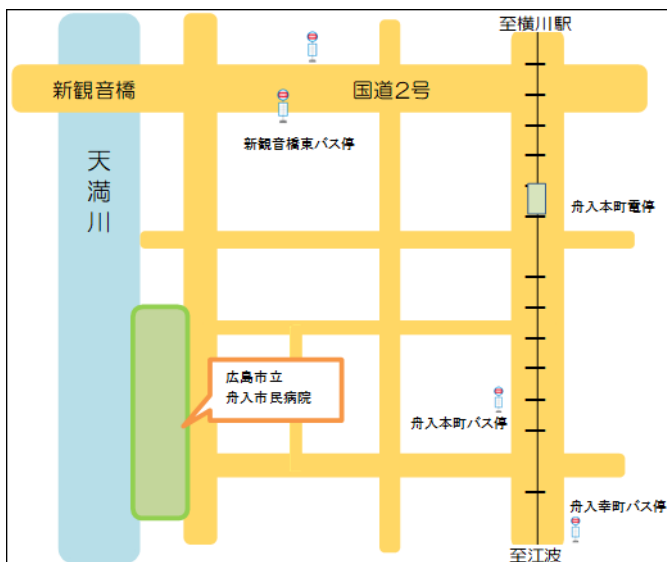 至横川駅
新観音橋
国道2号
新観音橋東バス停
天満川
舟入本町電停
広島市立
舟入市民病院
舟入本町バス停
舟入幸町バス停
至江波